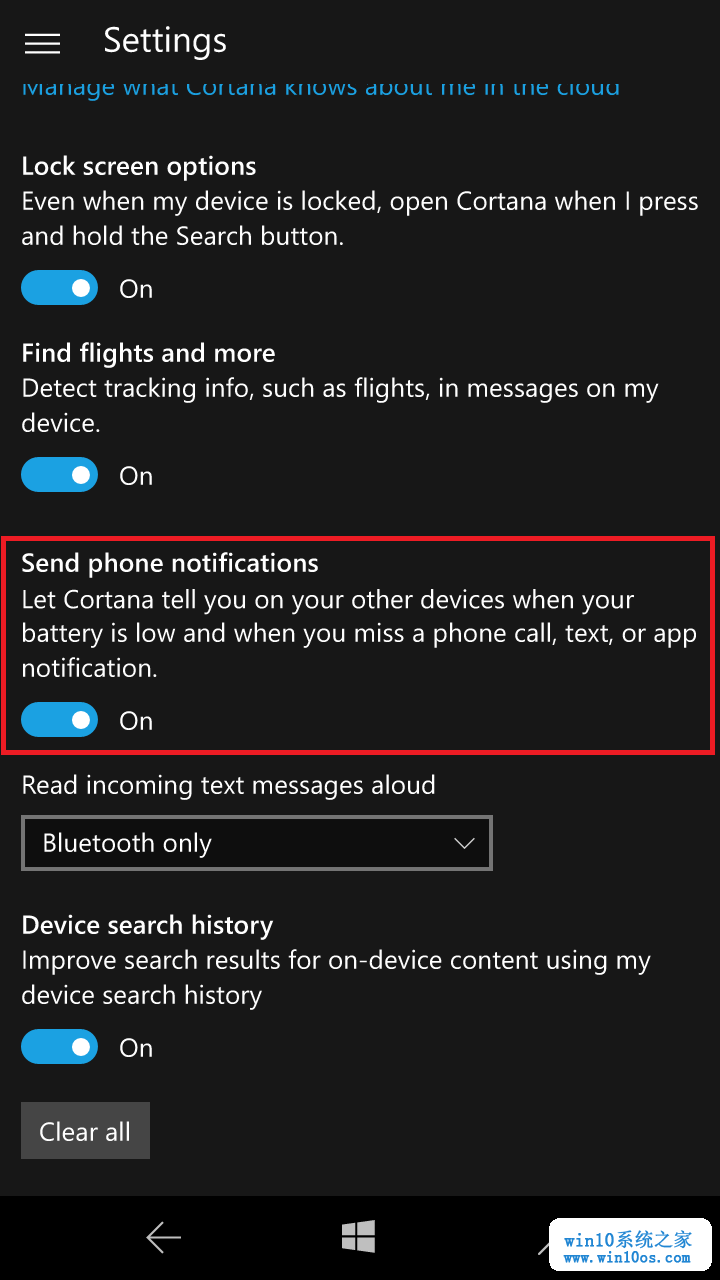 Settings
Manage what Cortana knows about me in the cloud
Lock screen options
Even when my device is locked, open Cortana when I press
and hold the Search button.
On
Find flights and more
Detect tracking info, such as flights, in messages on my
device.
On
Send phone notifications
Let Cortana tell you on your other devices when your
battery is low and when you miss a phone call, text, or app
notification.
On
Read incoming text messages aloud
Bluetooth only
Device search history
Improve search results for on-device content using my
device search history
On
Clear all
win10系统之家
www.win10os.com